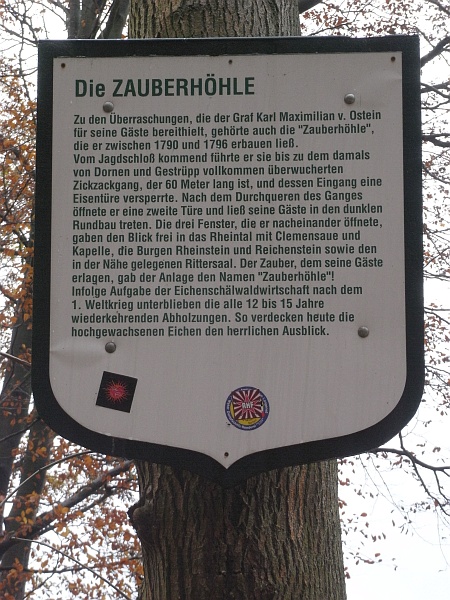 Die ZAUBERHÖHLE
Zu den Überraschungen, die der Graf Karl Maximilian v. Ostein
für seine Gäste bereithielt, gehörte auch die "Zauberhöhle",
die er zwischen 1790 und 1796 erbauen ließ.
Vom Jagdschloß kommend führte er sie bis zu dem damals
von Dornen und Gestrüpp vollkommen überwucherten
Zickzackgang, der 60 Meter lang ist, und dessen Eingang eine
Eisentüre versperrte. Nach dem Durchqueren des Ganges
öffnete er eine zweite Türe und ließ seine Gäste in den dunklen
Rundbau treten. Die drei Fenster, die er nacheinander öffnete,
gaben den Blick frei in das Rheintal mit Clemensaue und
Kapelle, die Burgen Rheinstein und Reichenstein sowie den
in der Nähe gelegenen Rittersaal. Der Zauber, dem seine Gäste
erlagen, gab der Anlage den Namen "Zauberhöhle"!
Infolge Aufgabe der Eichenschälwaldwirtschaft nach dem
1. Weltkrieg unterblieben die alle 12 bis 15 Jahre
wiederkehrenden Abholzungen. So verdecken heute die
hochgewachsenen Eichen den herrlichen Ausblick.